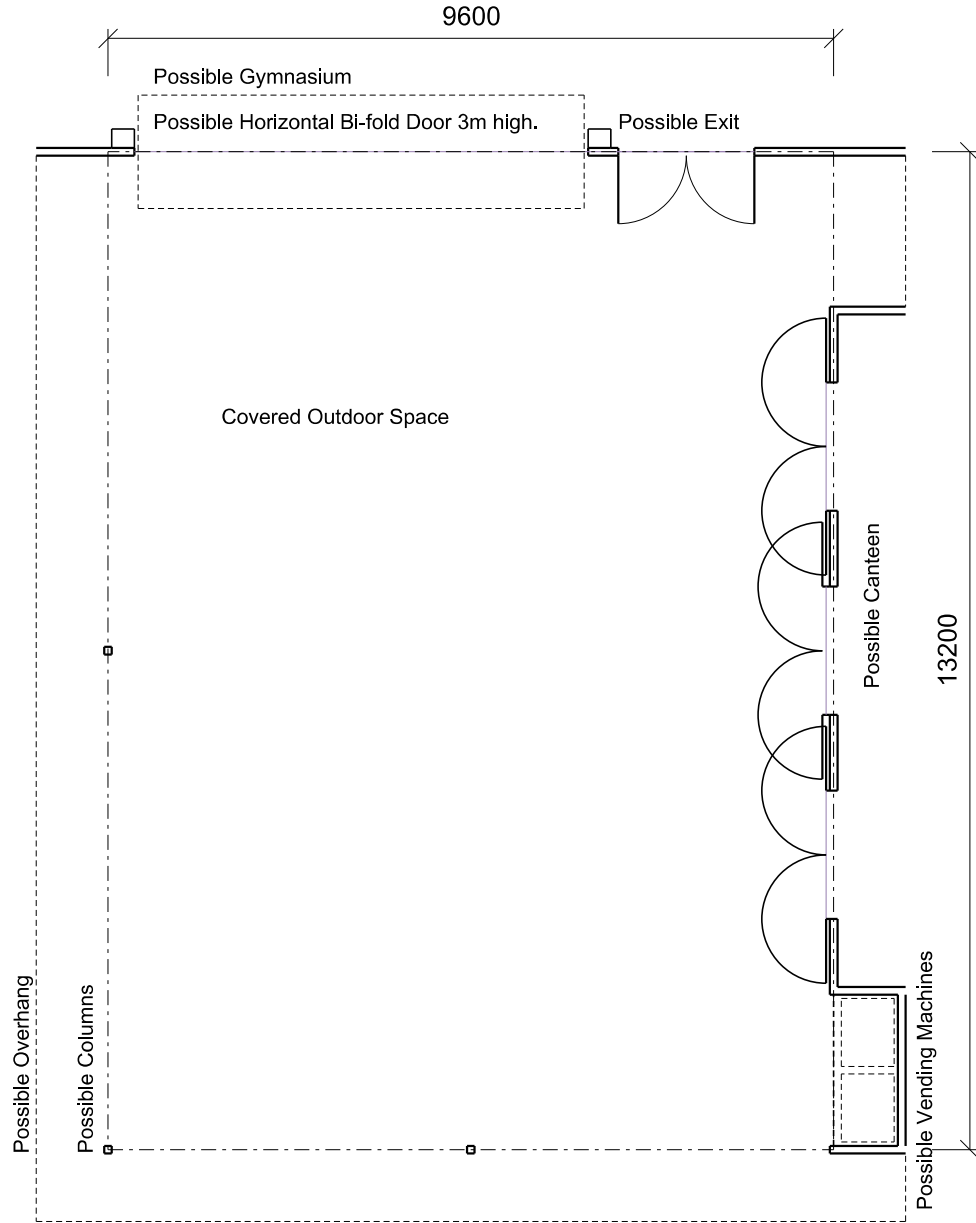 9600
Possible Gymnasium
Possible Horizontal Bi-fold Door 3m high.
Possible Exit
Covered Outdoor Space
Possible Canteen
13200
Possible Overhang
Possible Columns
Possible Vending Machines